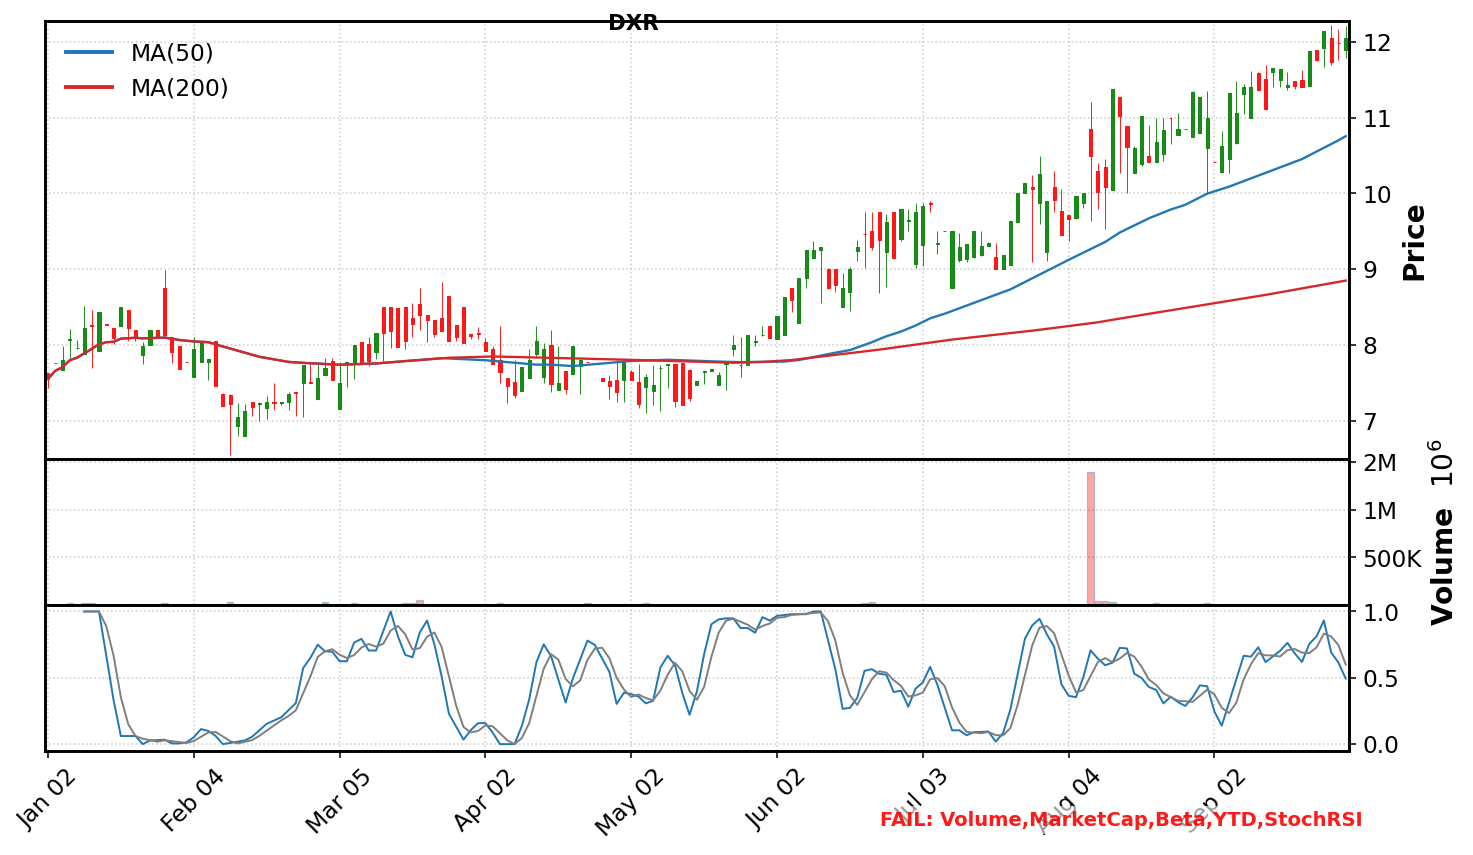 DXR
MA(50)
MA(200)
12
11
10
9
8
7
Price
2M
1M
500K
Volume 10⁶
1.0
0.5
0.0
Jan 02
Feb 04
Mar 05
Apr 02
May 02
Jun 02
Jul 03
Aug 04
Sep 02
FAIL: Volume,MarketCap,Beta,YTD,StochRSI